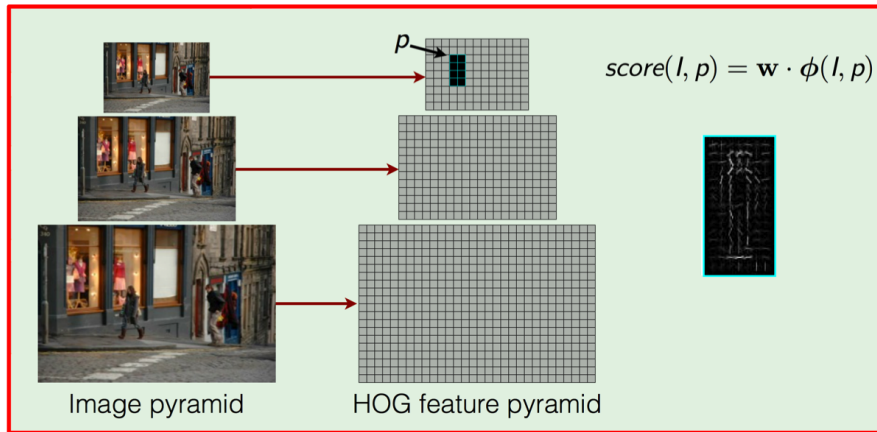 p
score(I, p) = w · ϕ(I, p)
Image pyramid
HOG feature pyramid